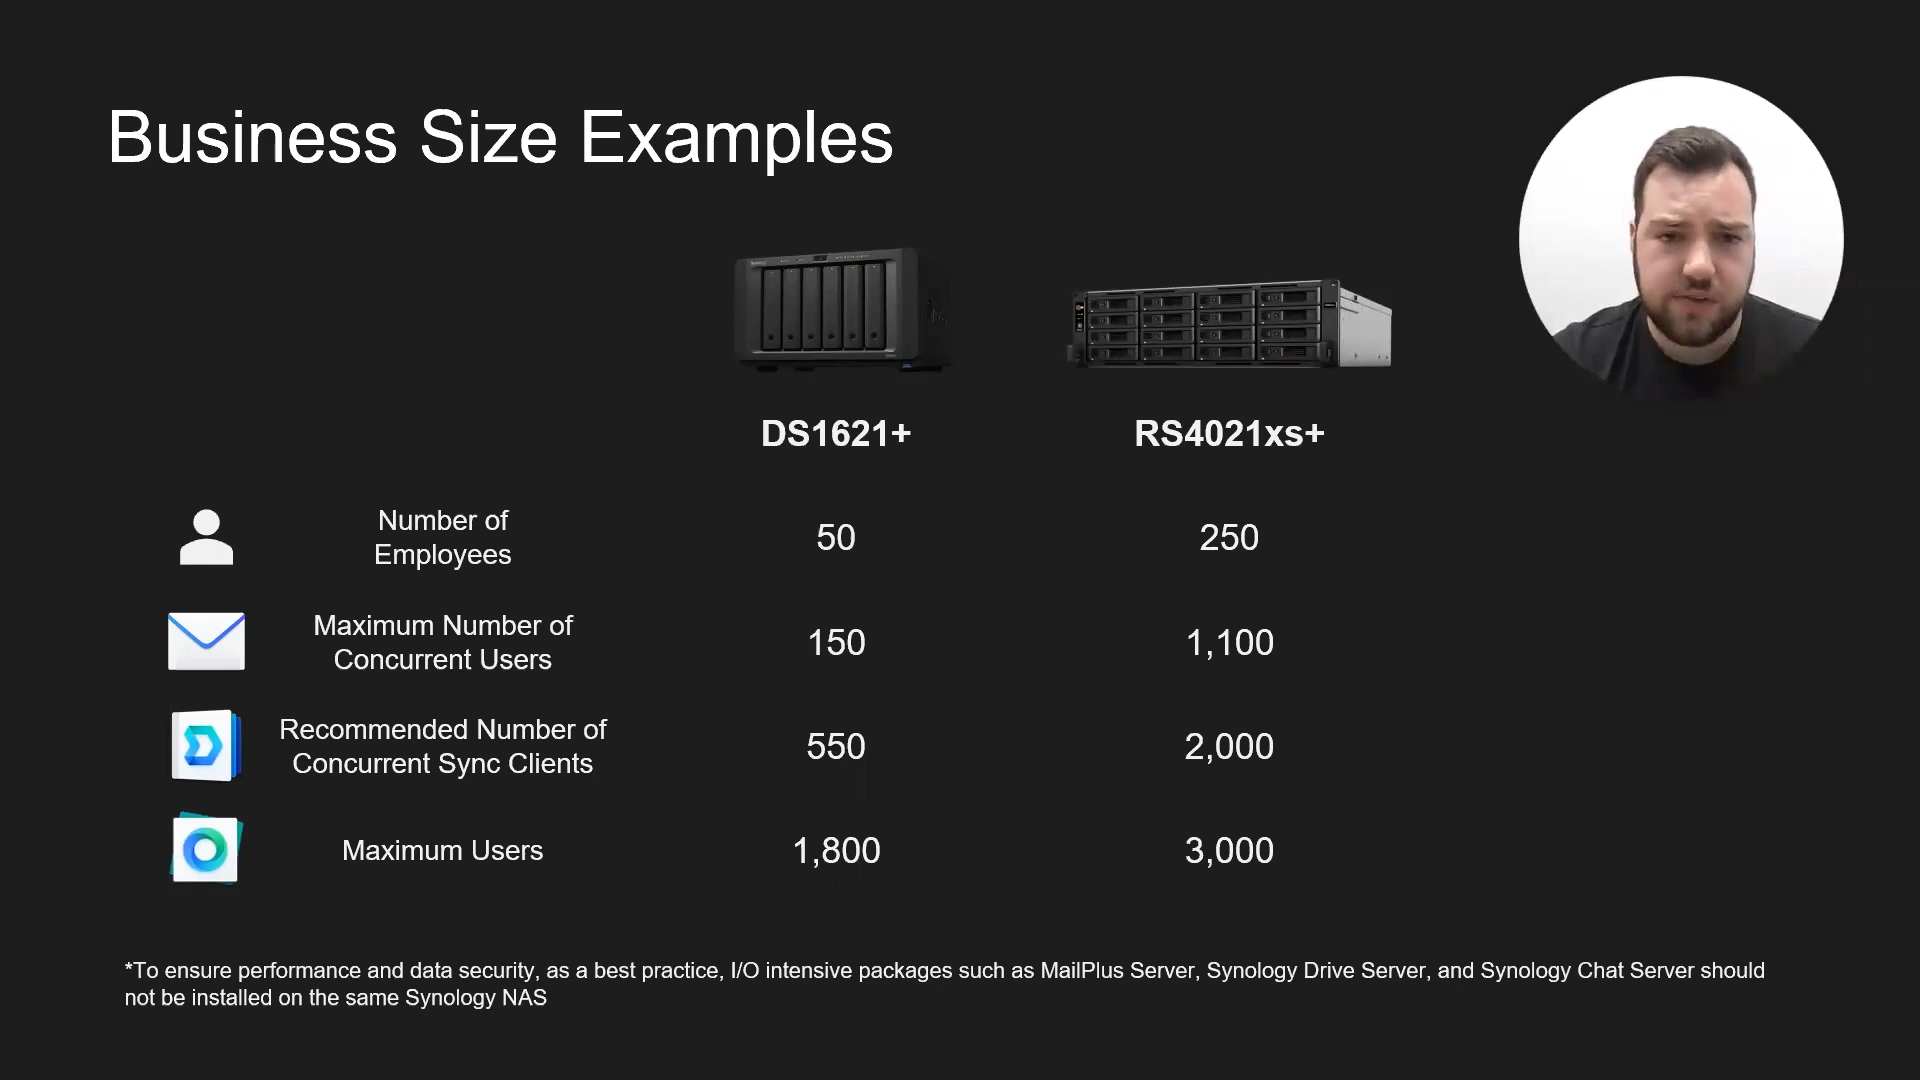 Business Size Examples
DS1621+
RS4021xs+
Number of
Employees
50
250
Maximum Number of
Concurrent Users
150
1,100
Recommended Number of
Concurrent Sync Clients
550
2,000
Maximum Users
1,800
3,000
*To ensure performance and data security, as a best practice, I/O intensive packages such as MailPlus Server, Synology Drive Server, and Synology Chat Server should
not be installed on the same Synology NAS